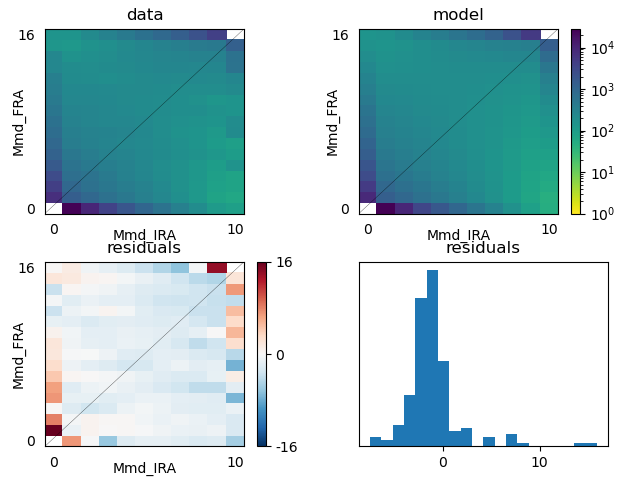 data
model
16
0
Mmd_FRA
0
10
Mmd_IRA
16
0
Mmd_FRA
0
10
Mmd_IRA
10^4
10^3
10^2
10^1
10^0
residuals
residuals
16
0
Mmd_FRA
0
10
Mmd_IRA
16
0
-16
0
10